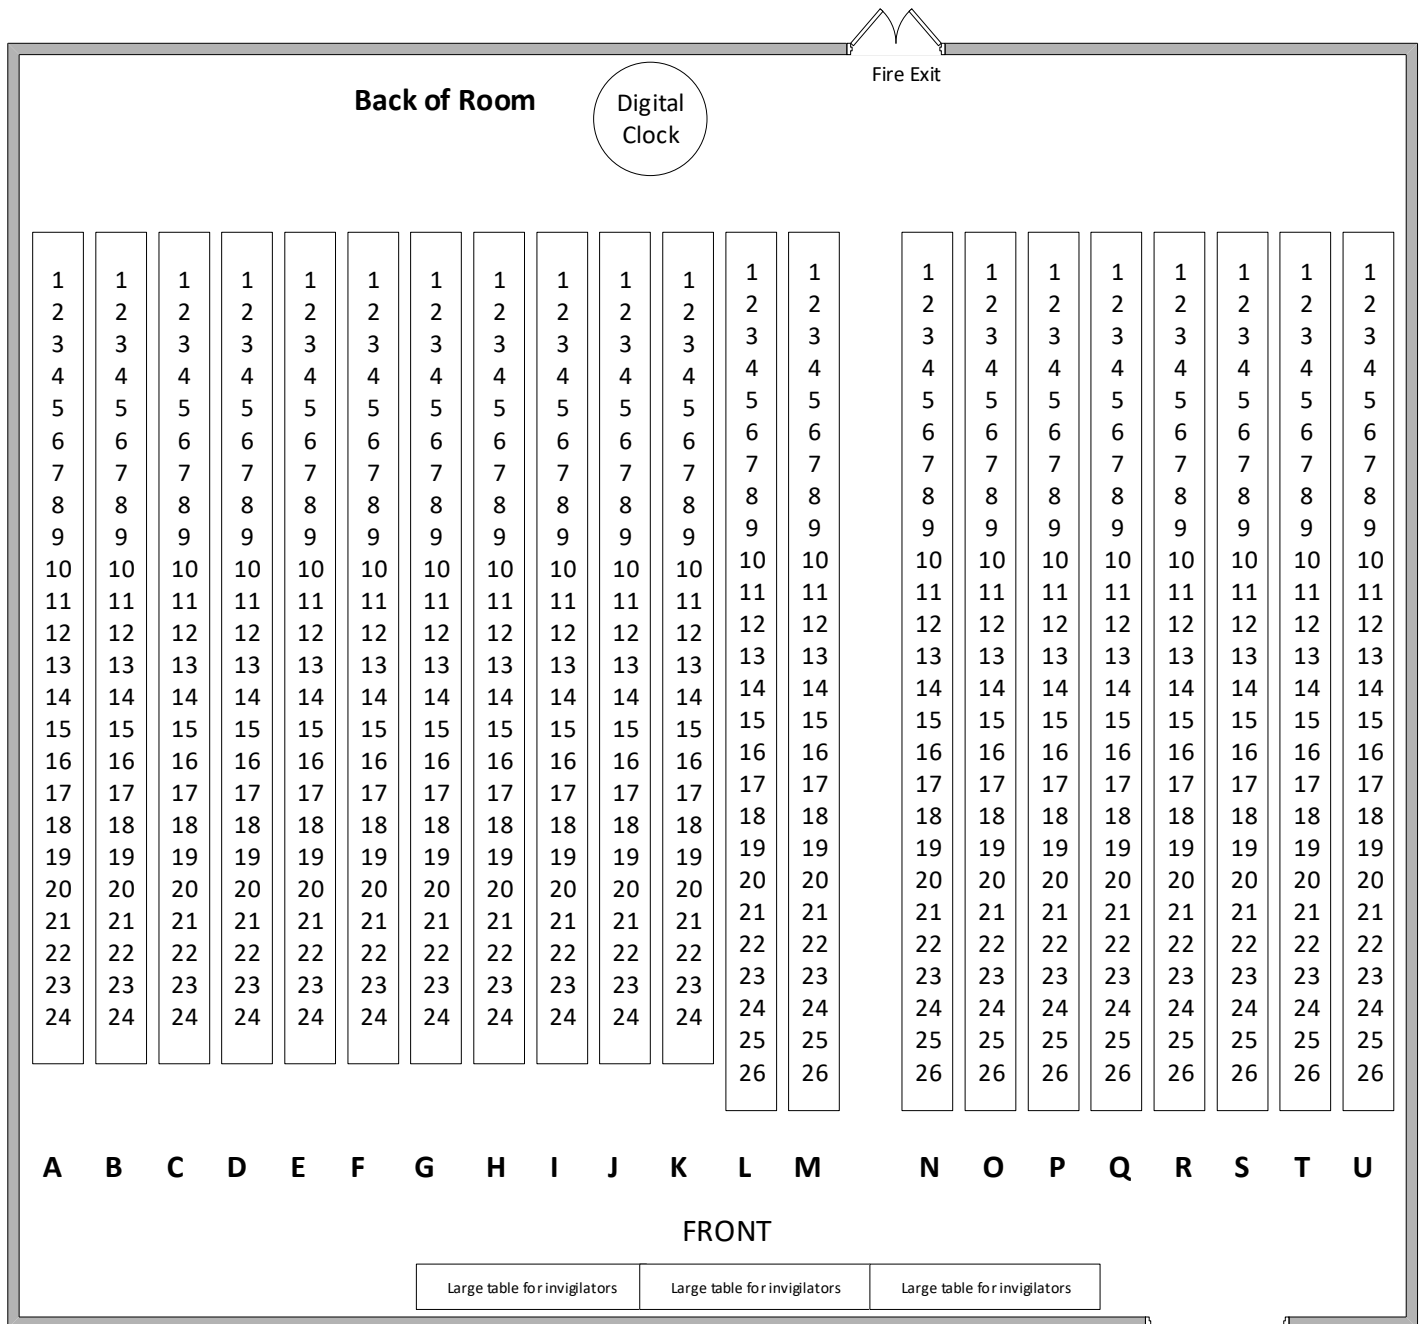 Fire Exit
Back of Room
Digital
Clock
1 1 1 1 1 1 1 1 1 1 1 1 1 1 1 1 1 1 1 1 1
2 2 2 2 2 2 2 2 2 2 2 2 2 2 2 2 2 2 2 2 2
3 3 3 3 3 3 3 3 3 3 3 3 3 3 3 3 3 3 3 3 3
4 4 4 4 4 4 4 4 4 4 4 4 4 4 4 4 4 4 4 4 4
5 5 5 5 5 5 5 5 5 5 5 5 5 5 5 5 5 5 5 5 5
6 6 6 6 6 6 6 6 6 6 6 6 6 6 6 6 6 6 6 6 6
7 7 7 7 7 7 7 7 7 7 7 7 7 7 7 7 7 7 7 7 7
8 8 8 8 8 8 8 8 8 8 8 8 8 8 8 8 8 8 8 8 8
9 9 9 9 9 9 9 9 9 9 9 9 9 9 9 9 9 9 9 9 9
10 10 10 10 10 10 10 10 10 10 10 10 10 10 10 10 10 10 10 10 10
11 11 11 11 11 11 11 11 11 11 11 11 11 11 11 11 11 11 11 11 11
12 12 12 12 12 12 12 12 12 12 12 12 12 12 12 12 12 12 12 12 12
13 13 13 13 13 13 13 13 13 13 13 13 13 13 13 13 13 13 13 13 13
14 14 14 14 14 14 14 14 14 14 14 14 14 14 14 14 14 14 14 14 14
15 15 15 15 15 15 15 15 15 15 15 15 15 15 15 15 15 15 15 15 15
16 16 16 16 16 16 16 16 16 16 16 16 16 16 16 16 16 16 16 16 16
17 17 17 17 17 17 17 17 17 17 17 17 17 17 17 17 17 17 17 17 17
18 18 18 18 18 18 18 18 18 18 18 18 18 18 18 18 18 18 18 18 18
19 19 19 19 19 19 19 19 19 19 19 19 19 19 19 19 19 19 19 19 19
20 20 20 20 20 20 20 20 20 20 20 20 20 20 20 20 20 20 20 20 20
21 21 21 21 21 21 21 21 21 21 21 21 21 21 21 21 21 21 21 21 21
22 22 22 22 22 22 22 22 22 22 22 22 22 22 22 22 22 22 22 22 22
23 23 23 23 23 23 23 23 23 23 23 23 23 23 23 23 23 23 23 23 23
24 24 24 24 24 24 24 24 24 24 24 24 24 24 24 24 24 24 24 24 24
25 25 25 25 25 25 25 25 25 25
26 26 26 26 26 26 26 26 26 26
A B C D E F G H I J K L M N O P Q R S T U
FRONT
Large table for invigilators Large table for invigilators Large table for invigilators